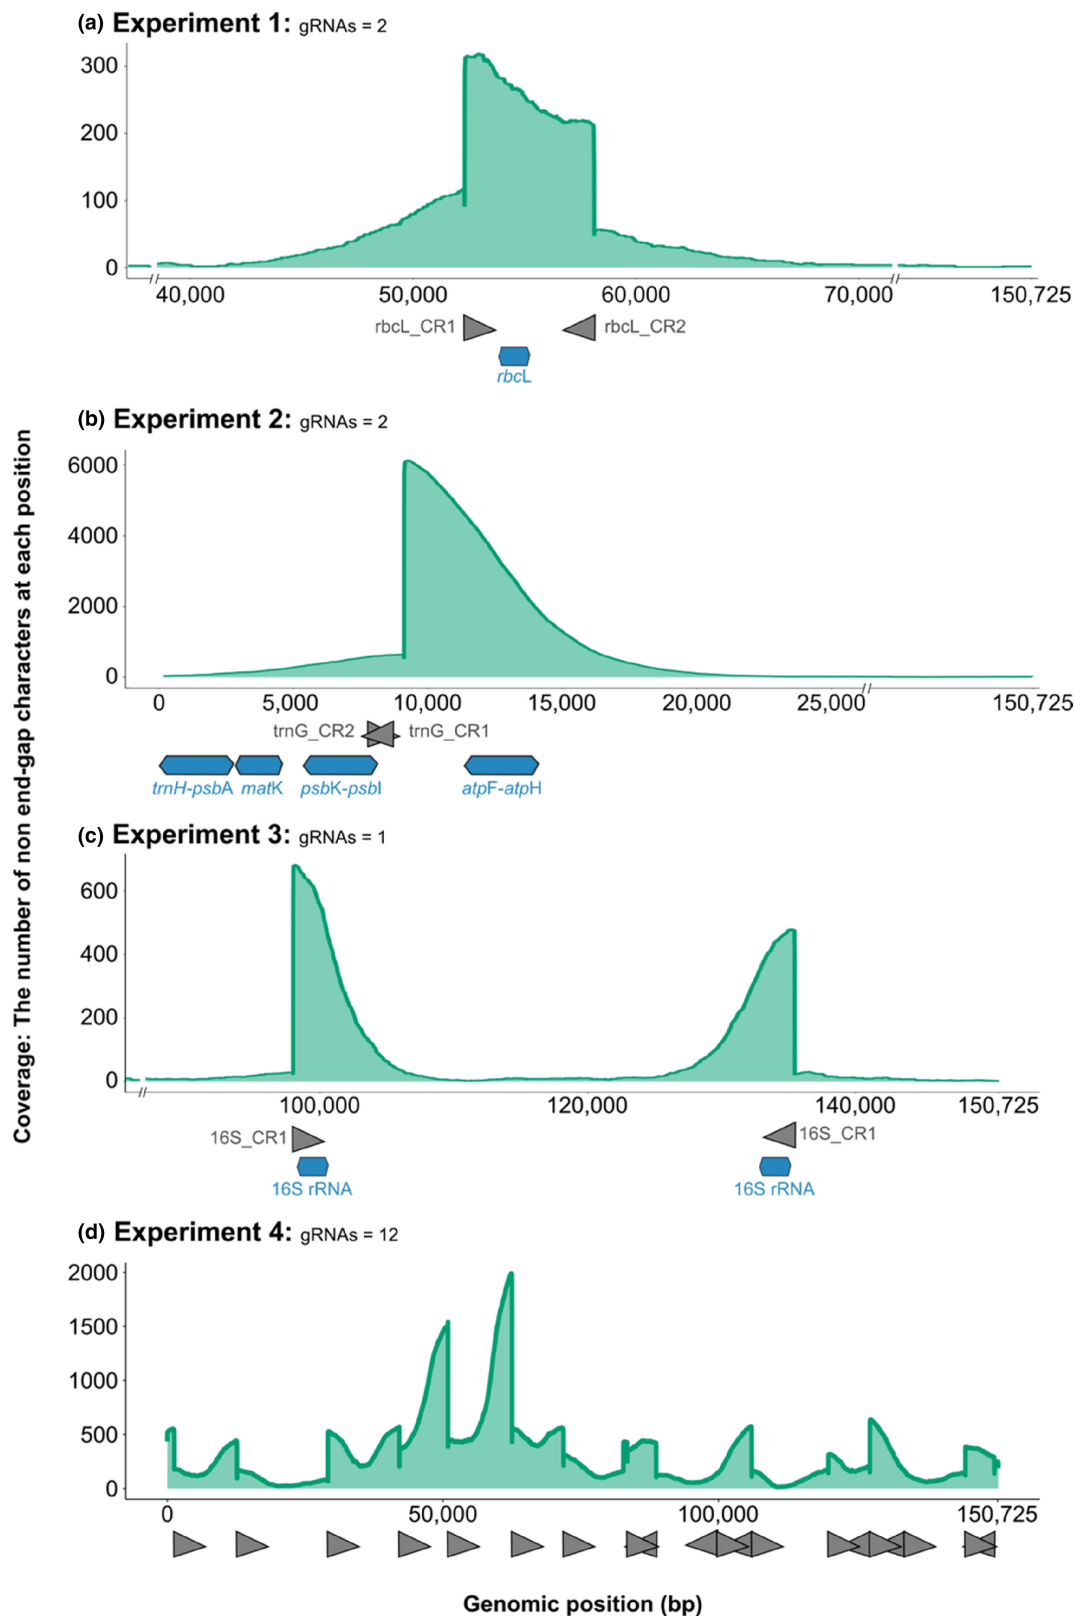 (a) Experiment 1: gRNAs = 2
300
200
100
0
40,000 50,000 60,000 70,000 150,725
rbcL_CR1 rbcL_CR2
rbcL
(b) Experiment 2: gRNAs = 2
6000
4000
2000
0
0 5,000 10,000 15,000 20,000 25,000 150,725
trnG_CR2 trnG_CR1
trnH-psbA matK psbK-psbI atpF-atpH
Coverage: The number of non end-gap characters at each position
(c) Experiment 3: gRNAs = 1
600
400
200
0
100,000 120,000 140,000 150,725
16S_CR1 16S_CR1
16S rRNA 16S rRNA
(d) Experiment 4: gRNAs = 12
2000
1500
1000
500
0
0 50,000 100,000 150,725
Genomic position (bp)